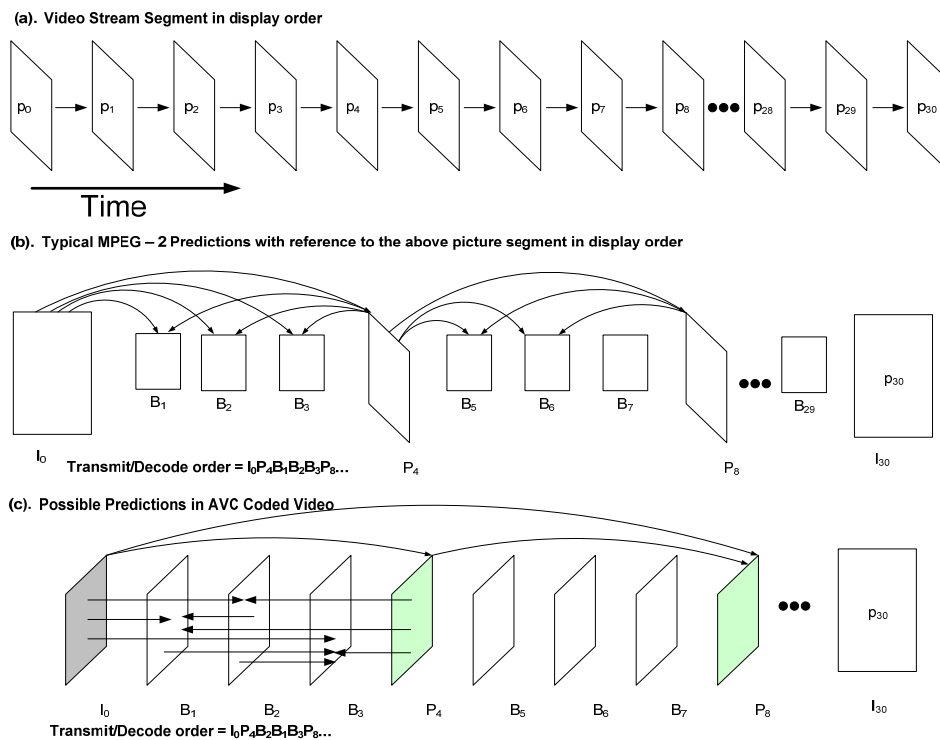 (a). Video Stream Segment in display order
p0 p1 p2 p3 p4 p5 p6 p7 p8 p28 p29 p30
Time
(b). Typical MPEG – 2 Predictions with reference to the above picture segment in display order
p30
B1 B2 B3 B5 B6 B7 B29
I0 P4 P8 I30
Transmit/Decode order = I0P4B1B2B3P8...
(c). Possible Predictions in AVC Coded Video
p30
I0 B1 B2 B3 P4 B5 B6 B7 P8 I30
Transmit/Decode order = I0P4B2B1B3P8...